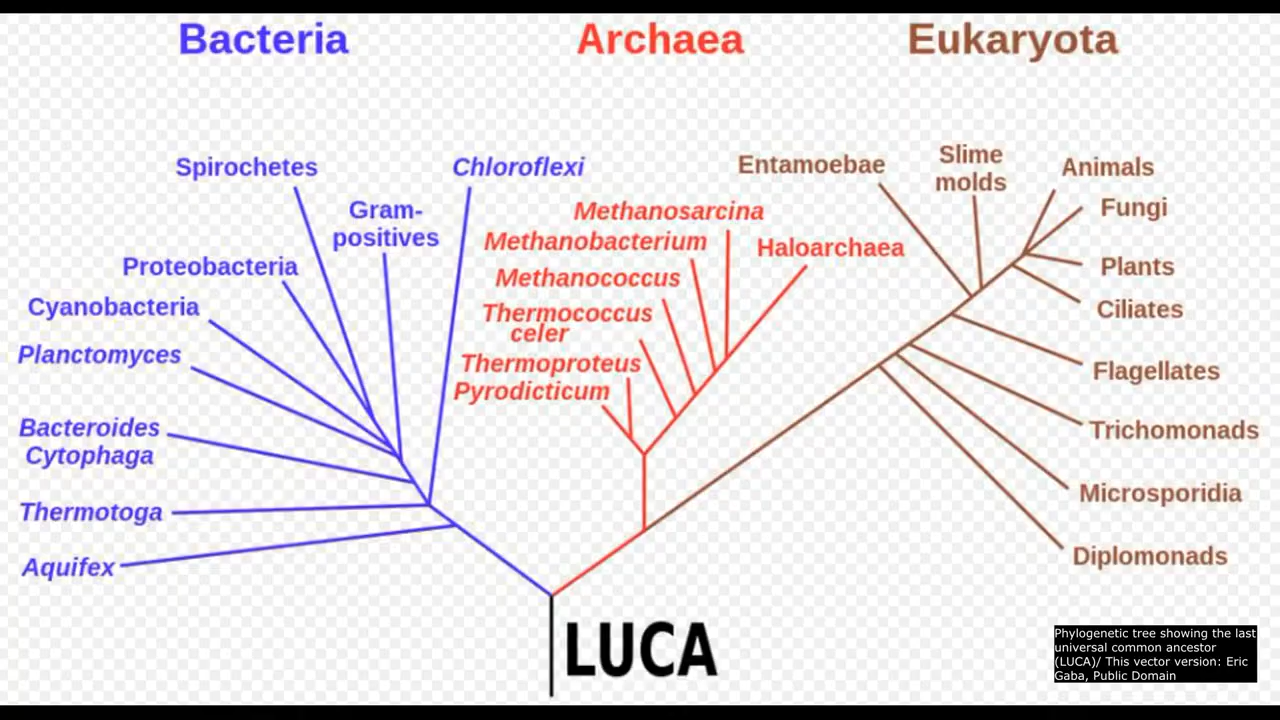 Bacteria
Archaea
Eukaryota
Spirochetes
Chloroflexi
Gram-
positives
Proteobacteria
Cyanobacteria
Planctomyces
Bacteroides
Cytophaga
Thermotoga
Aquifex
Methanosarcina
Methanobacterium
Haloarchaea
Methanococcus
Thermococcus
celer
Thermoproteus
Pyrodicticum
Entamoebae
Slime
molds
Animals
Fungi
Plants
Ciliates
Flagellates
Trichomonads
Microsporidia
Diplomonads
LUCA
Phylogenetic tree showing the last
universal common ancestor
(LUCA)/ This vector version: Eric
Gaba, Public Domain